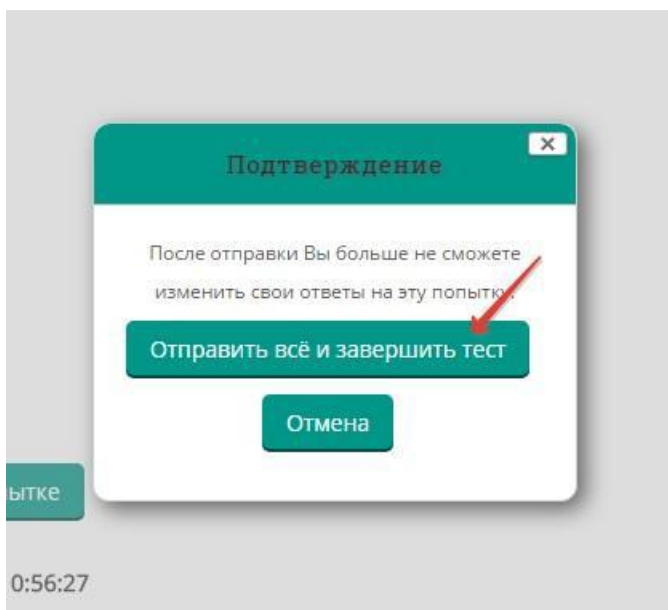 Подтверждение
После отправки Вы больше не сможете
изменить свои ответы на эту попытку.
Отправить всё и завершить тест
Отмена
ытке
0:56:27